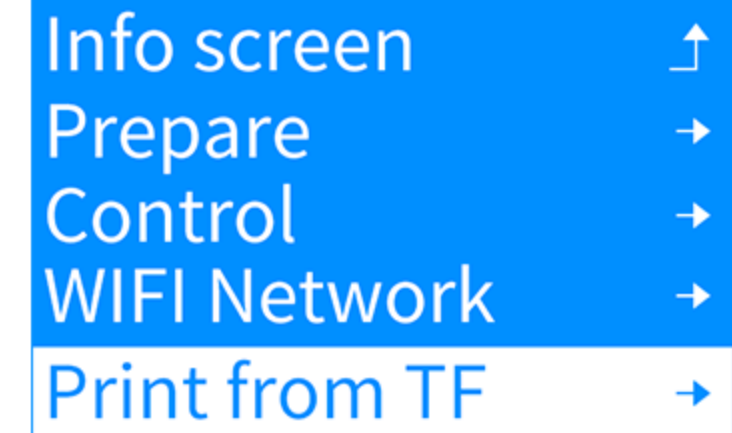 Info screen
Prepare
Control
WIFI Network
Print from TF